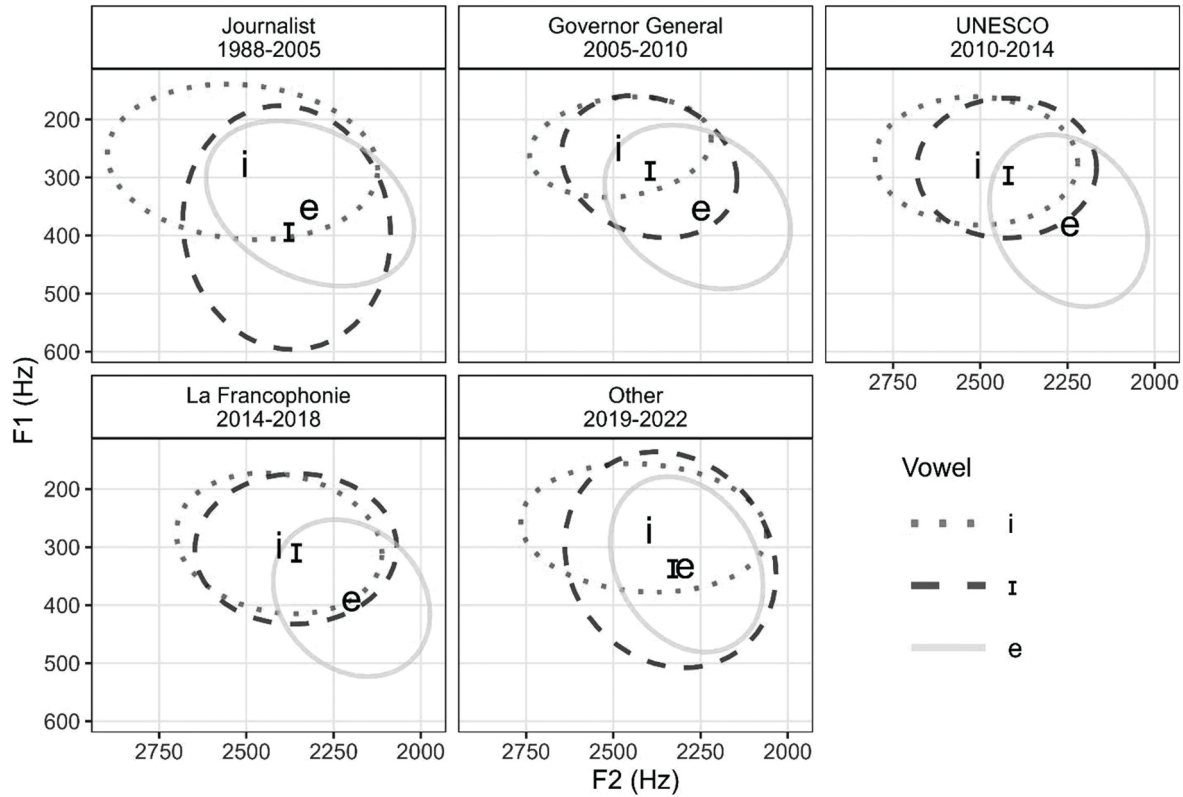 Journalist
1988-2005
Governor General
2005-2010
UNESCO
2010-2014
200
300
400
500
600
i
ɪ
e
i
ɪ
e
i
ɪ
e
2750 2500 2250 2000
La Francophonie
2014-2018
Other
2019-2022
200
300
400
500
600
i
ɪ
e
i
ɪ
e
2750 2500 2250 2000
2750 2500 2250 2000
F1 (Hz)
F2 (Hz)
Vowel
i
ɪ
e